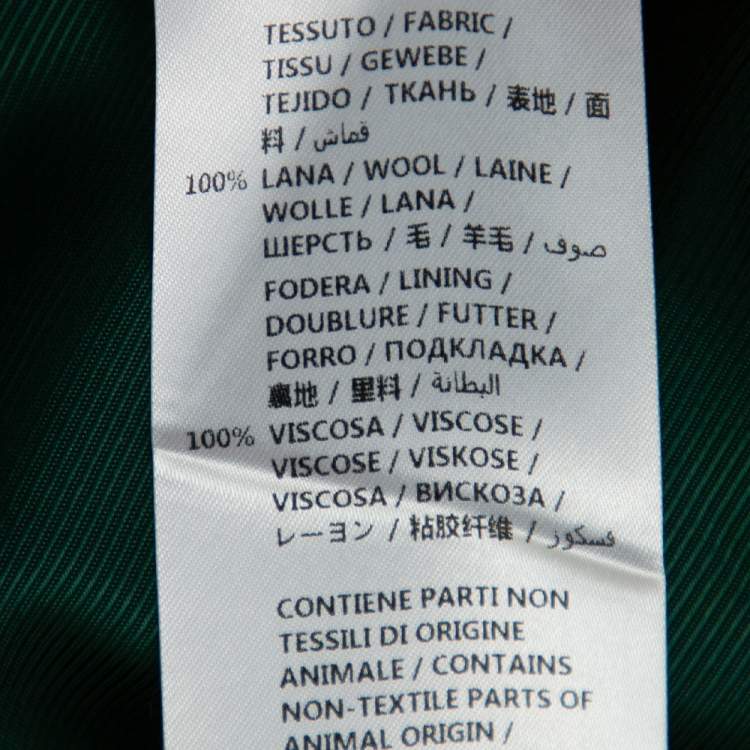 TESSUTO / FABRIC /
TISSU / GEWEBE /
TEJIDO / ТКАНЬ / 表地 / 面
料 / قماش
100% LANA / WOOL / LAINE /
WOLLE / LANA /
ШЕРСТЬ / 毛 / 羊毛 / صوف
FODERA / LINING /
DOUBLURE / FUTTER /
FORRO / ПОДКЛАДКА /
裏地 / 里料 / البطانة
100% VISCOSA / VISCOSE /
VISCOSE / VISKOSE /
VISCOSA / ВИСКОЗА /
レーヨン / 粘胶纤维 / فسكوز
CONTIENE PARTI NON
TESSILI DI ORIGINE
ANIMALE / CONTAINS
NON-TEXTILE PARTS OF
ANIMAL ORIGIN /